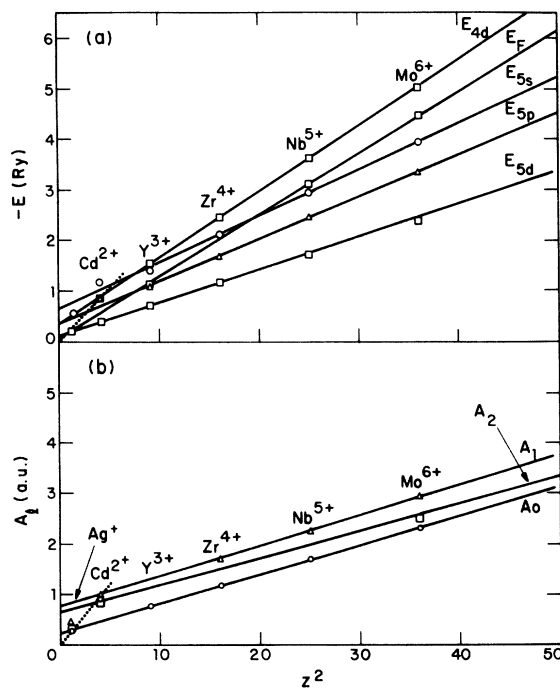 (a)
-E (Ry)
6
5
4
3
2
1
0
E4d
EF
E5s
E5p
E5d
Mo6+
Nb5+
Zr4+
Y3+
Cd2+
(b)
Aℓ (a.u.)
5
4
3
2
1
0
A2
A1
Ao
Mo6+
Nb5+
Zr4+
Y3+
Cd2+
Ag+
0 10 20 30 40 50
Z2